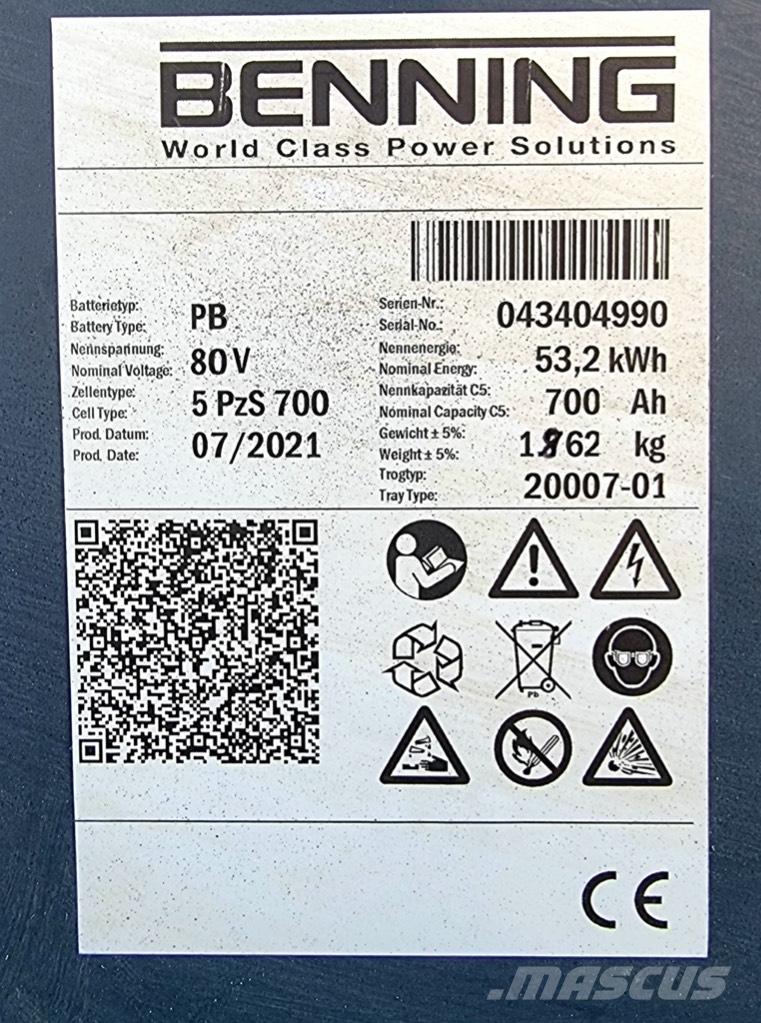 BENNING
World Class Power Solutions
Batterietyp:
Battery Type: PB
Serien-Nr.:
Serial-No.: 043404990
Nennspannung:
Nominal Voltage: 80 V
Nennenergie:
Nominal Energy: 53,2 kWh
Zellentype:
Cell Type: 5 PzS 700
Nennkapazität C5:
Nominal Capacity C5: 700 Ah
Prod. Datum:
Prod. Date: 07/2021
Gewicht ± 5%:
Weight ± 5%: kg
Trogtyp:
Tray Type: 20007-01
Pb
CE
MASCUS